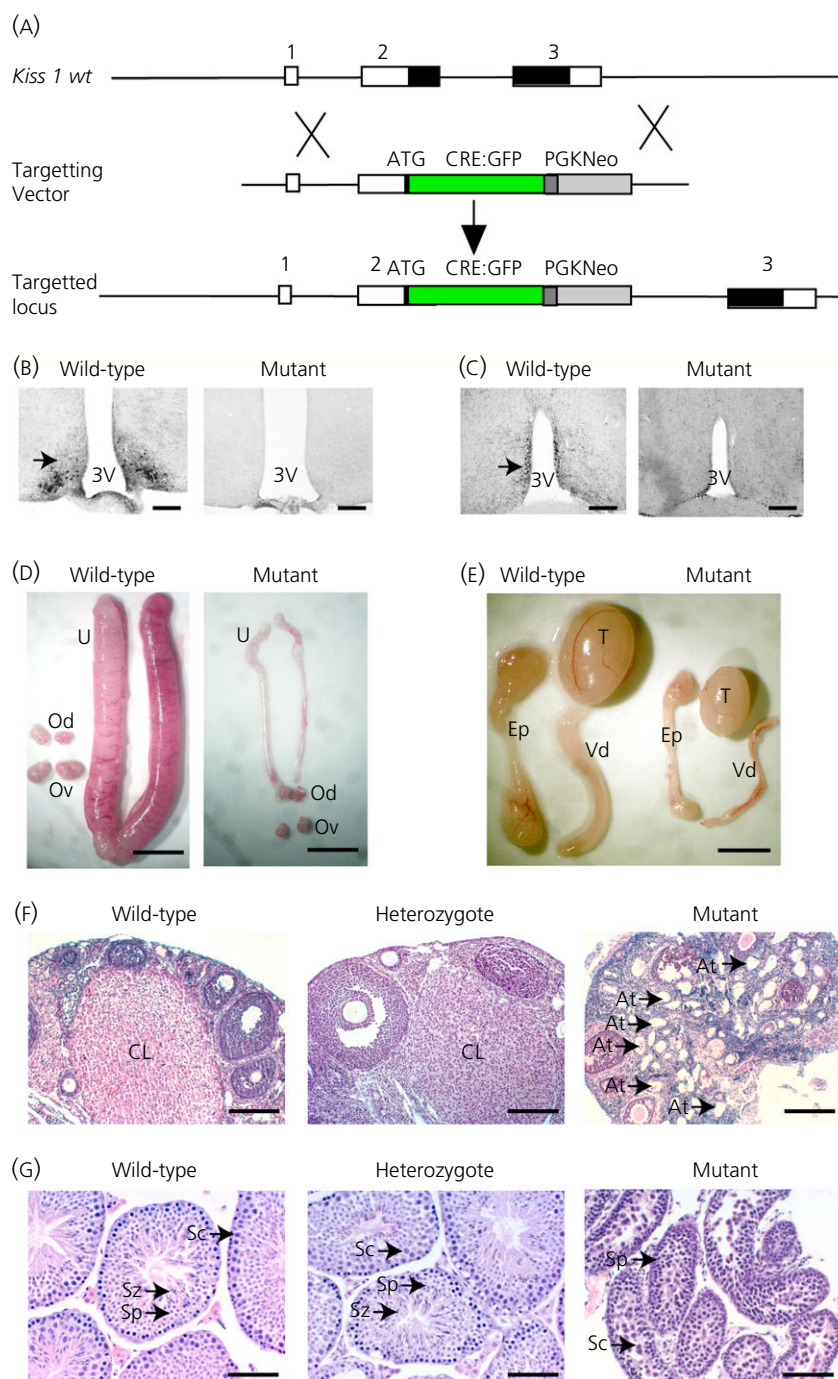 (A)
1 2 3
Kiss 1 wt
ATG CRE:GFP PGKNeo
Targetting
Vector
1 2 ATG CRE:GFP PGKNeo 3
Targetted
locus
(B) Wild-type Mutant
3V 3V
(C) Wild-type Mutant
3V 3V
(D) Wild-type Mutant
U U
Od
Ov
Od
Ov
(E) Wild-type Mutant
T T
Ep Vd Ep Vd
(F) Wild-type Heterozygote Mutant
CL CL
At
At
At
At
At
At
(G) Wild-type Heterozygote Mutant
Sc
Sz
Sp
Sc
Sp
Sz
Sp
Sc